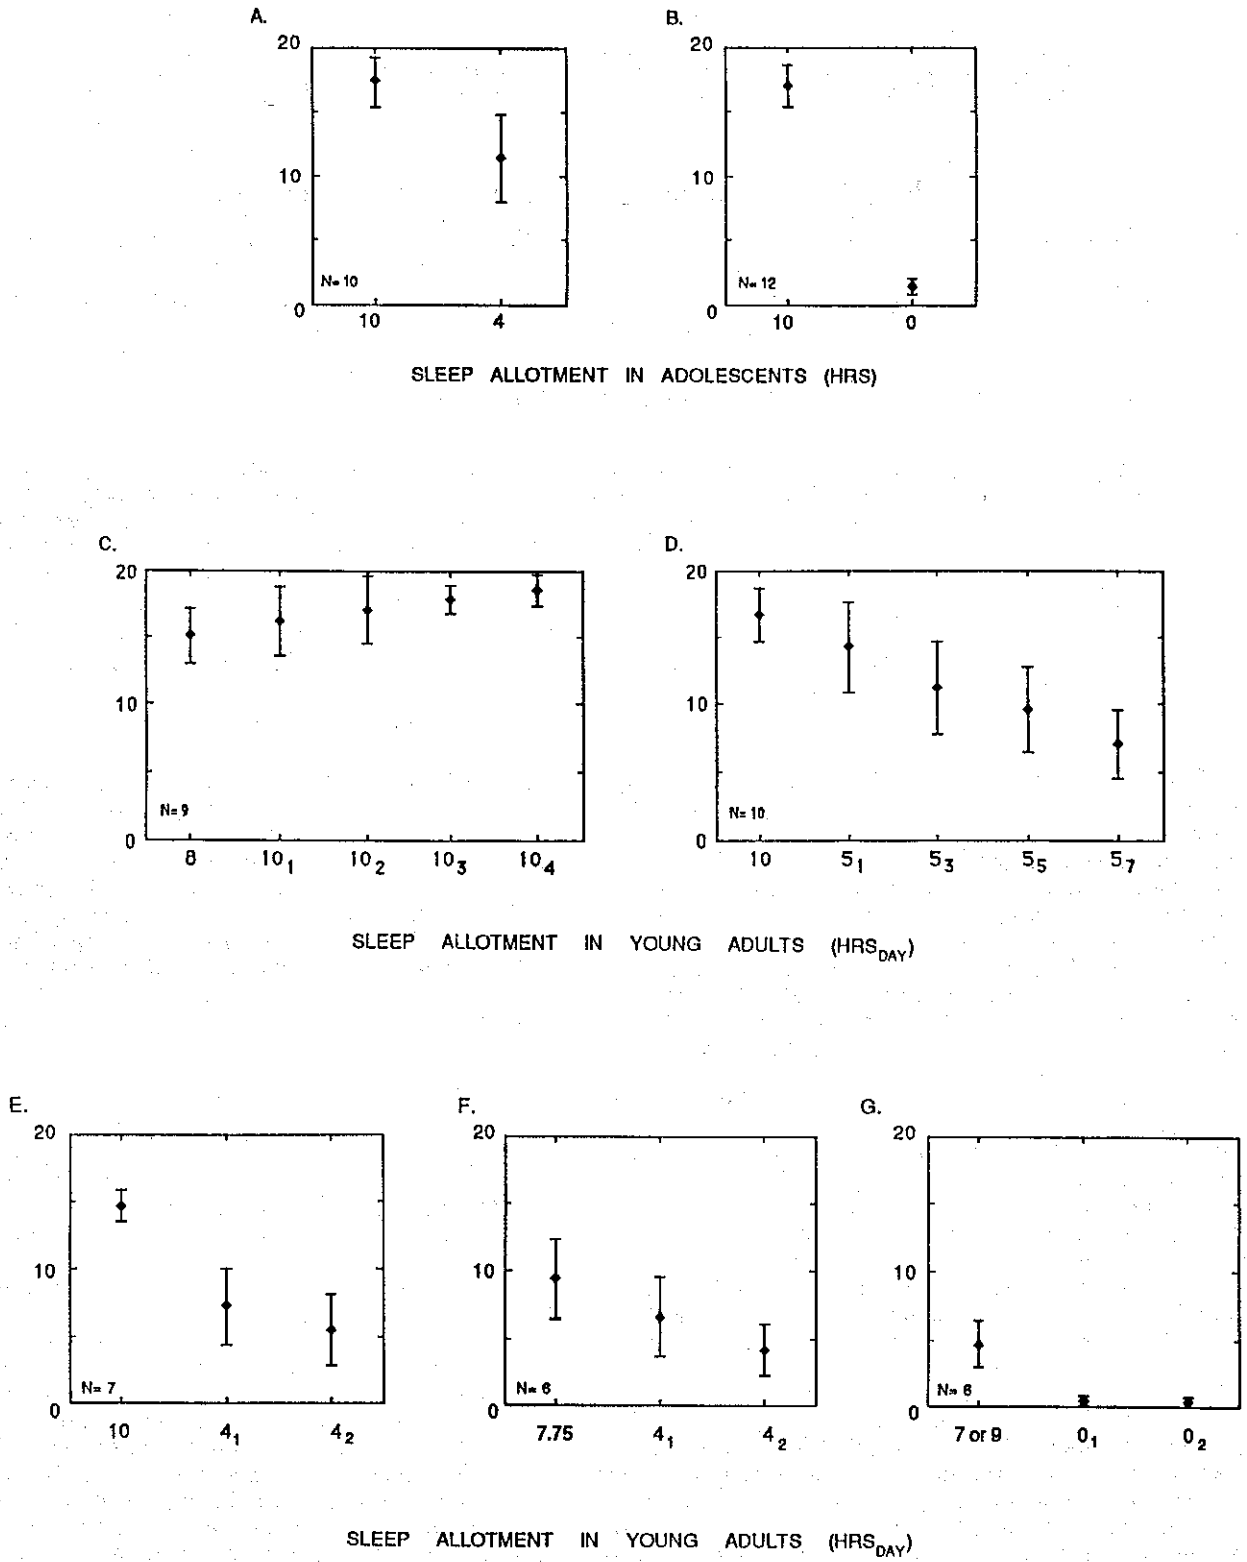 A. B.
20 20
10 10
N= 10 N= 12
0 0
10 4 10 0
SLEEP ALLOTMENT IN ADOLESCENTS (HRS)
C. D.
20 20
10 10
N= 9 N= 10
0 0
8 10₁ 10₂ 10₃ 10₄ 10 5₁ 5₃ 5₅ 5₇
SLEEP ALLOTMENT IN YOUNG ADULTS (HRS_DAY)
E. F. G.
20 20 20
10 10 10
N= 7 N= 6 N= 6
0 0 0
10 4₁ 4₂ 7.75 4₁ 4₂ 7 or 9 0₁ 0₂
SLEEP ALLOTMENT IN YOUNG ADULTS (HRS_DAY)